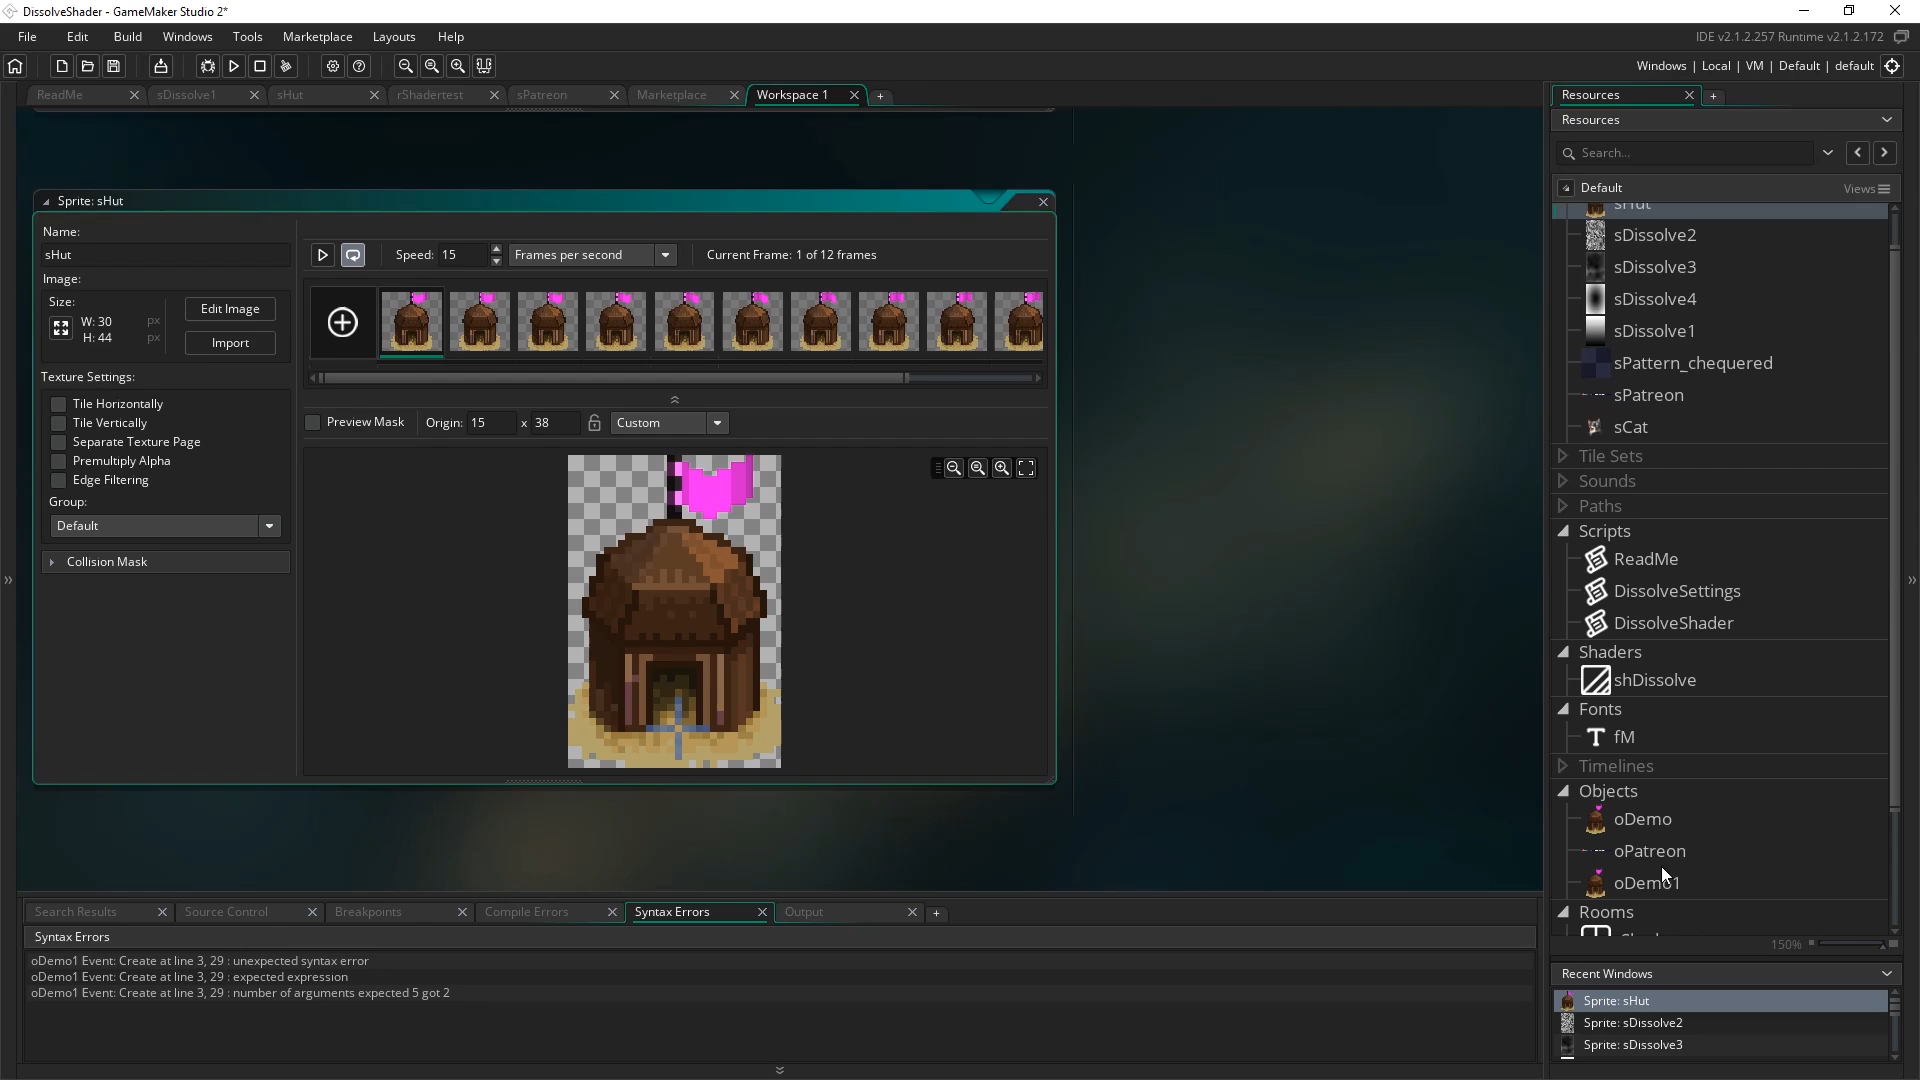 DissolveShader - GameMaker Studio 2*
File Edit Build Windows Tools Marketplace Layouts Help
IDE v2.1.2.257 Runtime v2.1.2.172
Windows | Local | VM | Default | default
ReadMe sDissolve1 sHut rShadertest sPatreon Marketplace Workspace 1
Resources
Resources
Search...
Default Views
sHut
sDissolve2
sDissolve3
sDissolve4
sDissolve1
sPattern_chequered
sPatreon
sCat
Tile Sets
Sounds
Paths
Scripts
ReadMe
DissolveSettings
DissolveShader
Shaders
shDissolve
Fonts
fM
Timelines
Objects
oDemo
oPatreon
oDemo1
Rooms
150%
Recent Windows
Sprite: sHut
Sprite: sDissolve2
Sprite: sDissolve3
Sprite: sHut
Name:
sHut
Image:
Size:
W: 30 px
H: 44 px
Edit Image
Import
Texture Settings:
Tile Horizontally
Tile Vertically
Separate Texture Page
Premultiply Alpha
Edge Filtering
Group:
Default
Collision Mask
Speed: 15 Frames per second Current Frame: 1 of 12 frames
Preview Mask Origin: 15 x 38 Custom
Search Results Source Control Breakpoints Compile Errors Syntax Errors Output
Syntax Errors
oDemo1 Event: Create at line 3, 29 : unexpected syntax error
oDemo1 Event: Create at line 3, 29 : expected expression
oDemo1 Event: Create at line 3, 29 : number of arguments expected 5 got 2